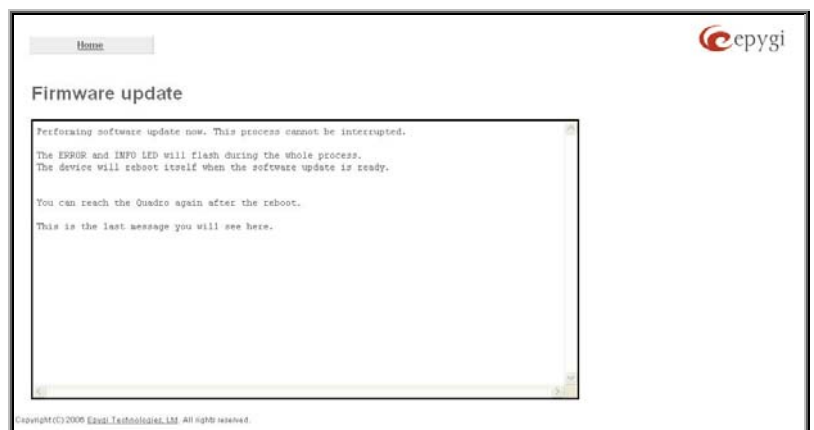 Home
epygi
Firmware update
Performing software update now. This process cannot be interrupted.
The ERROR and INFO LED will flash during the whole process.
The device will reboot itself when the software update is ready.
You can reach the Quadro again after the reboot.
This is the last message you will see here.
Copyright (C) 2006 Epygi Technologies, Ltd. All rights reserved.